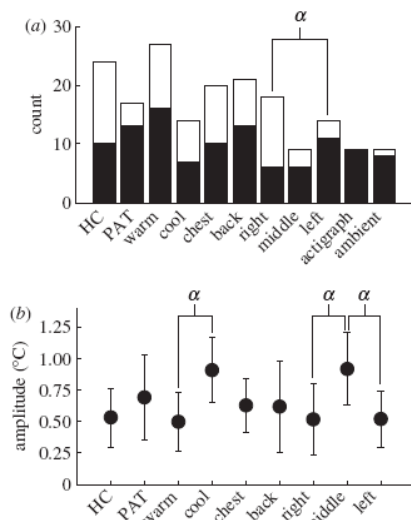 (a)
α
30
20
10
0
count
HC
PAT
warm
cool
chest
back
right
middle
left
actigraph
ambient
(b)
α
α
α
1.25
1.00
0.75
0.50
0.25
0
amplitude (°C)
HC
PAT
warm
cool
chest
back
right
middle
left